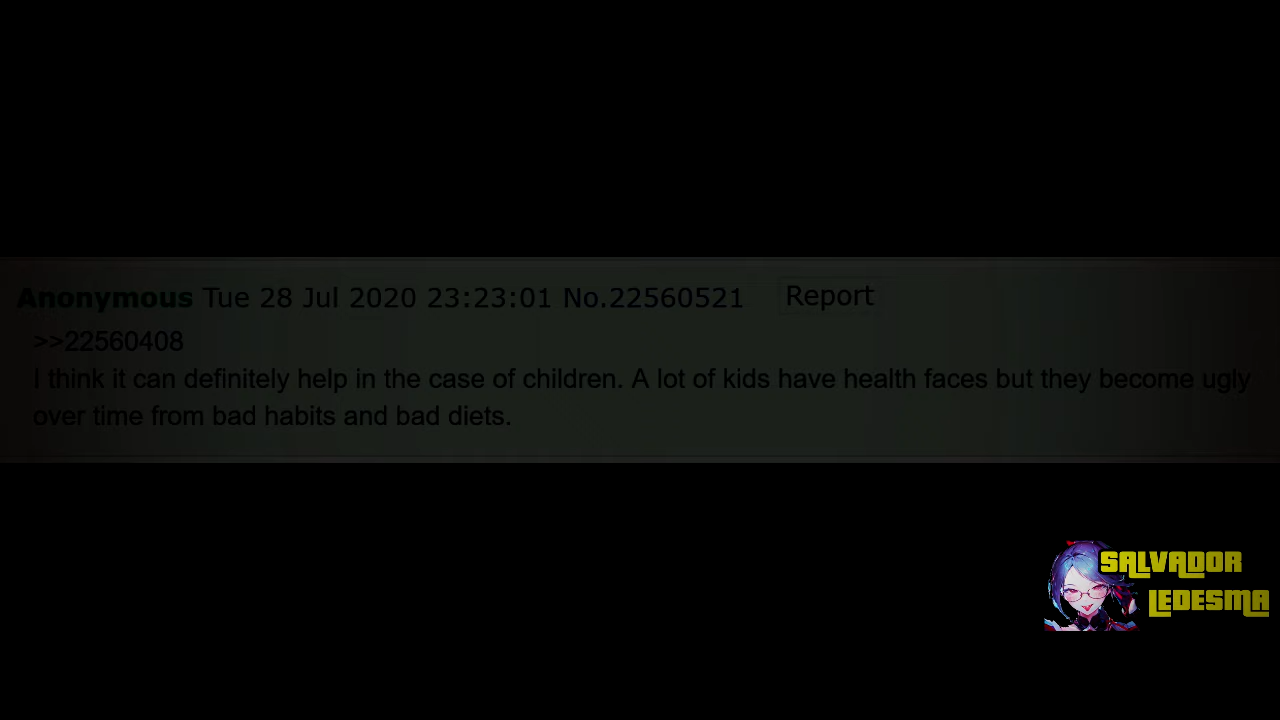 Anonymous Tue 28 Jul 2020 23:23:01 No.22560521 Report
>>22560408
I think it can definitely help in the case of children. A lot of kids have health faces but they become ugly
over time from bad habits and bad diets.
SALVADOR
LEDESMA